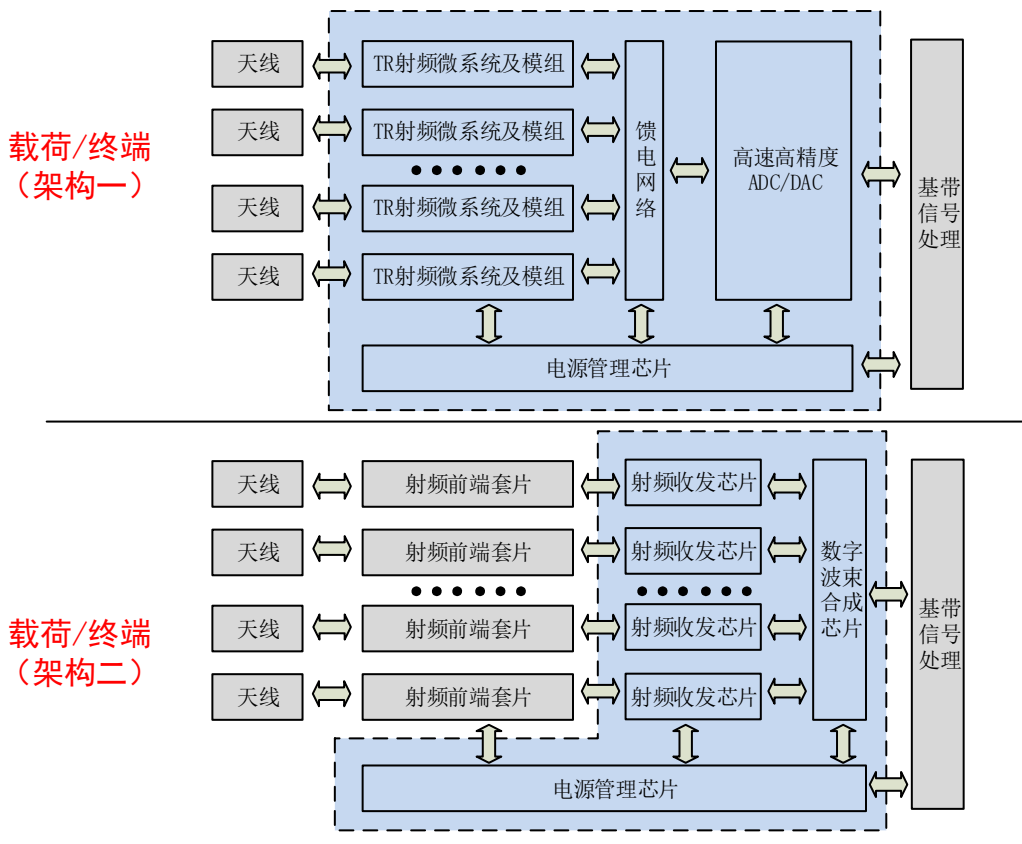 载荷/终端
（架构一）
天线
TR射频微系统及模组
天线
TR射频微系统及模组
天线
TR射频微系统及模组
天线
TR射频微系统及模组
馈
电
网
络
高速高精度
ADC/DAC
基带
信号
处理
电源管理芯片
载荷/终端
（架构二）
天线
射频前端套片
射频收发芯片
天线
射频前端套片
射频收发芯片
天线
射频前端套片
射频收发芯片
天线
射频前端套片
射频收发芯片
数字
波束
合成
芯片
基带
信号
处理
电源管理芯片